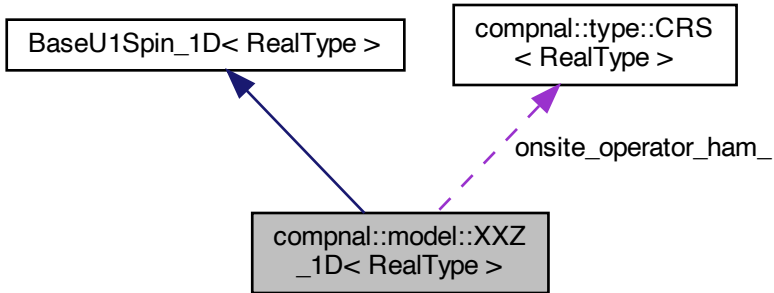 BaseU1Spin_1D< RealType >
compnal::type::CRS
< RealType >
onsite_operator_ham_
compnal::model::XXZ
_1D< RealType >